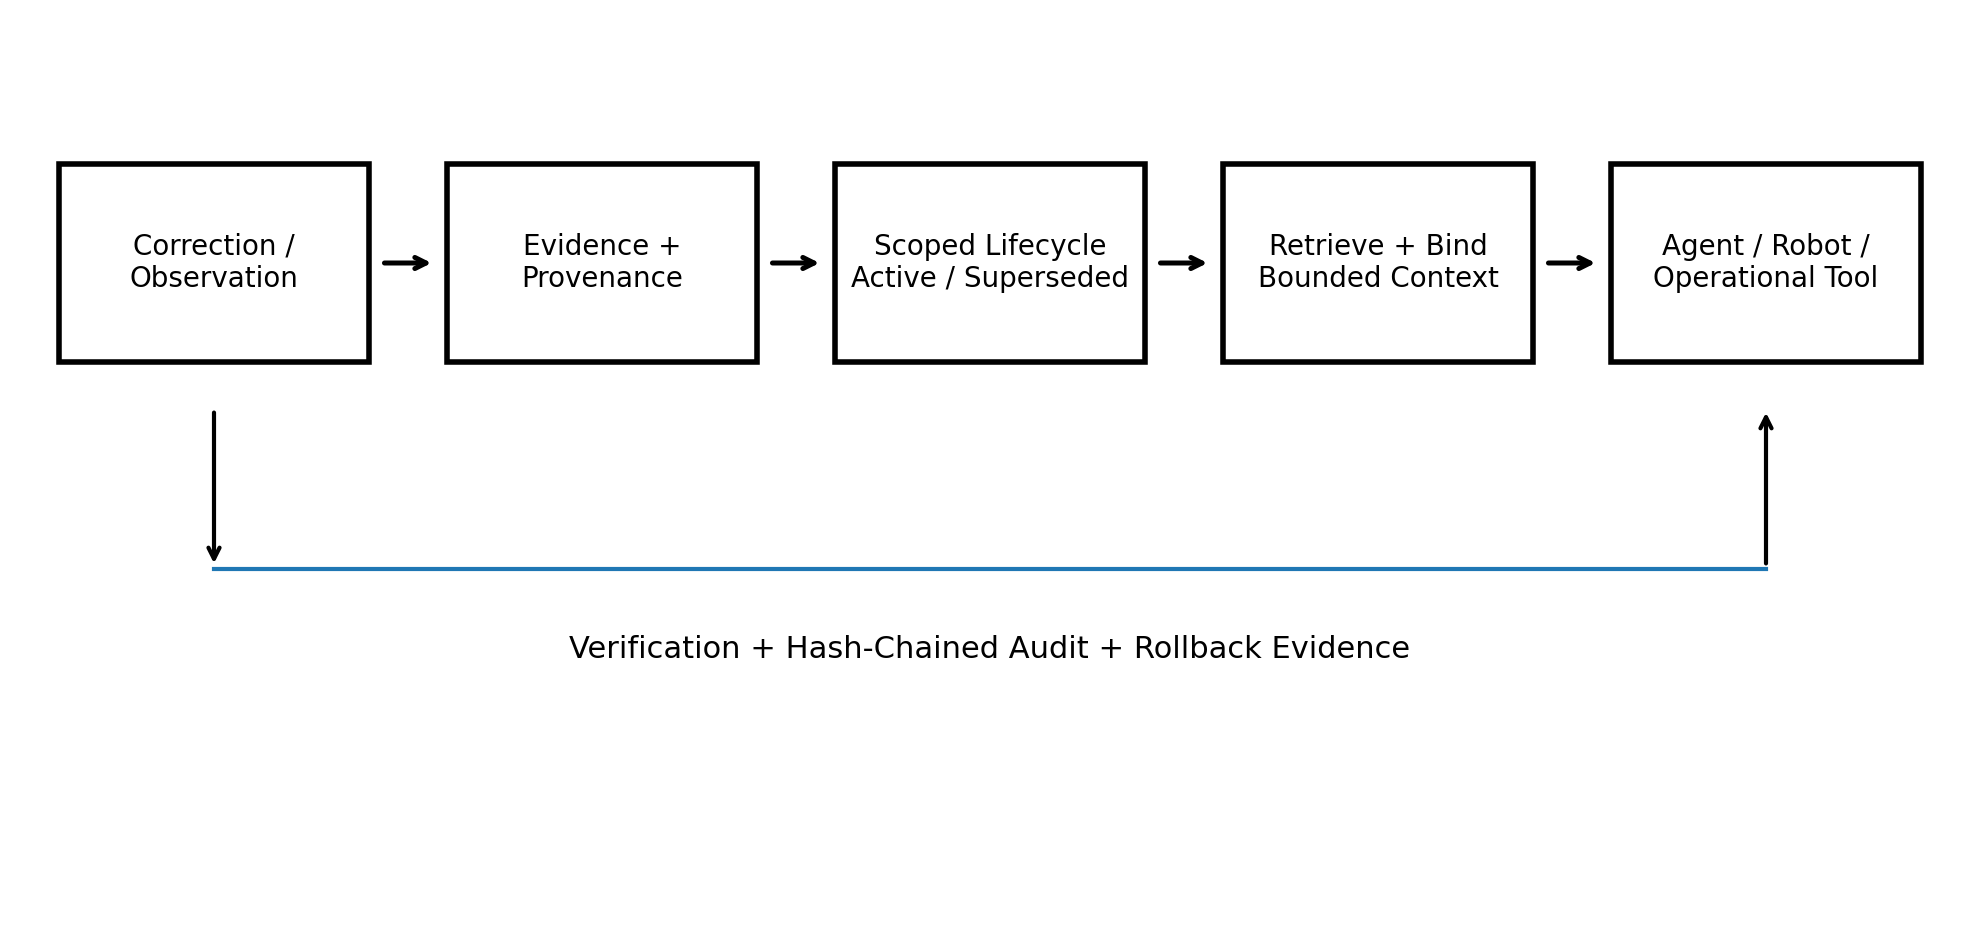 Correction /
Observation
Evidence +
Provenance
Scoped Lifecycle
Active / Superseded
Retrieve + Bind
Bounded Context
Agent / Robot /
Operational Tool
Verification + Hash-Chained Audit + Rollback Evidence